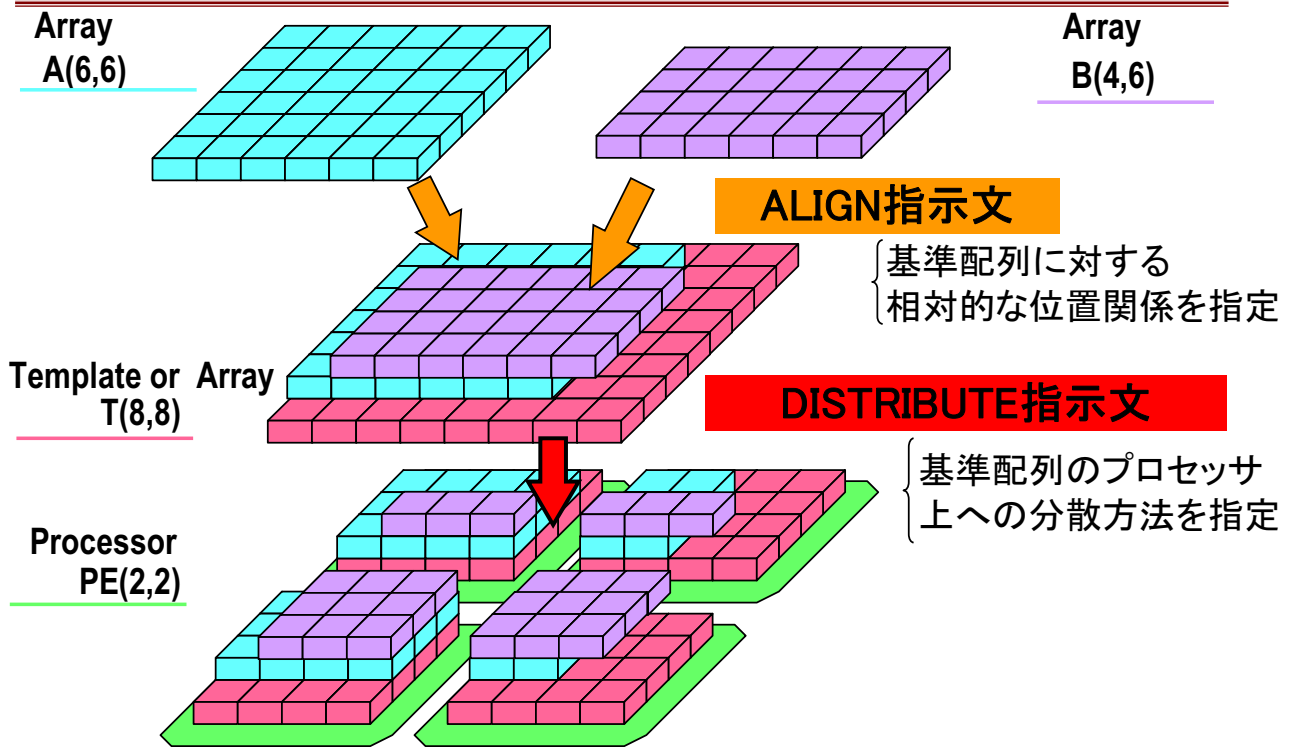 Array
A(6,6)
Array
B(4,6)
ALIGN指示文
基準配列に対する
相対的な位置関係を指定
Template or Array
T(8,8)
DISTRIBUTE指示文
基準配列のプロセッサ
上への分散方法を指定
Processor
PE(2,2)